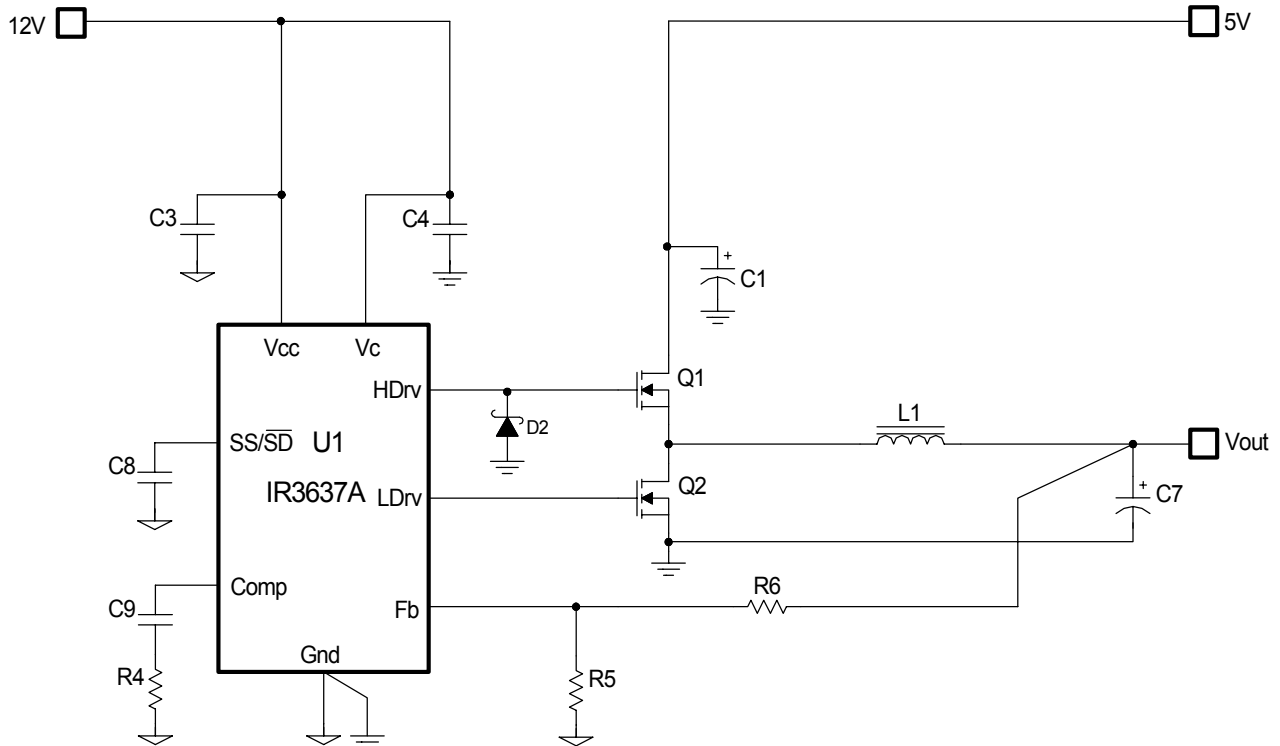 12V
5V
C3
C4
+
C1
Vcc
Vc
HDrv
Q1
D2
L1
SS/SD
U1
Vout
C8
IR3637A
LDrv
Q2
+
C7
Comp
R6
C9
Fb
Gnd
R4
R5